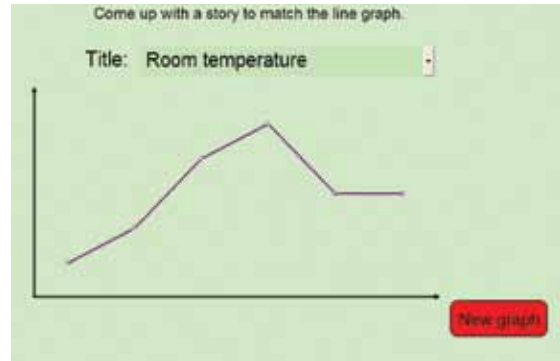 Come up with a story to match the line graph.
Title: Room temperature
New graph